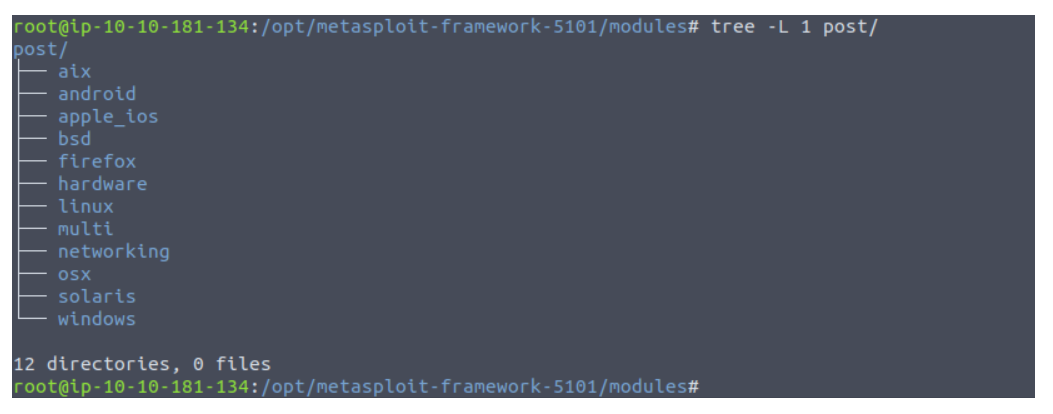 root@ip-10-10-181-134:/opt/metasploit-framework-5101/modules# tree -L 1 post/
post/
├── aix
├── android
├── apple_ios
├── bsd
├── firefox
├── hardware
├── linux
├── multi
├── networking
├── osx
├── solaris
└── windows

12 directories, 0 files
root@ip-10-10-181-134:/opt/metasploit-framework-5101/modules#